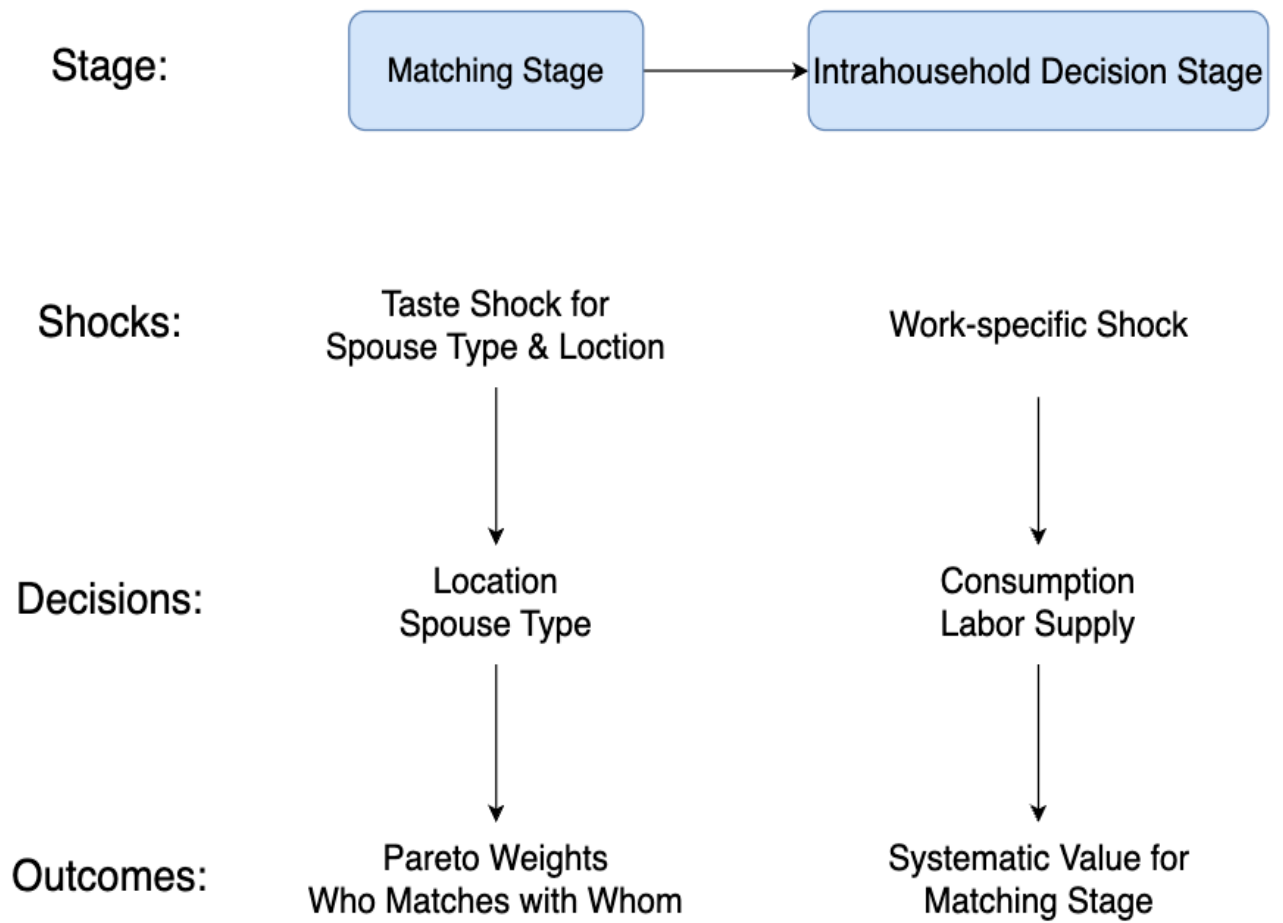 Stage:
Matching Stage
Intrahousehold Decision Stage
Shocks:
Taste Shock for
Spouse Type & Loction
Work-specific Shock
Decisions:
Location
Spouse Type
Consumption
Labor Supply
Outcomes:
Pareto Weights
Who Matches with Whom
Systematic Value for
Matching Stage